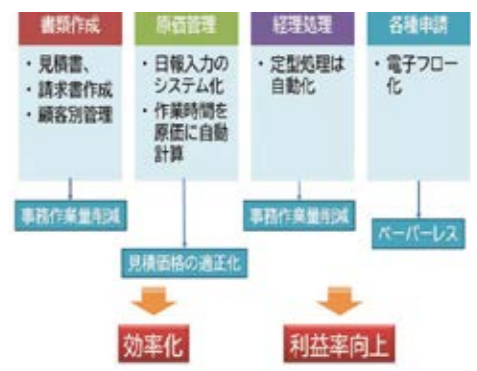 書類作成
・見積書、
・請求書作成
・顧客別管理
原価管理
・日報入力の
システム化
・作業時間を
原価に自動
計算
経理処理
・定型処理は
自動化
各種申請
・電子フロー
化
事務作業量削減
見積価格の適正化
事務作業量削減
ペーパーレス
効率化
利益率向上